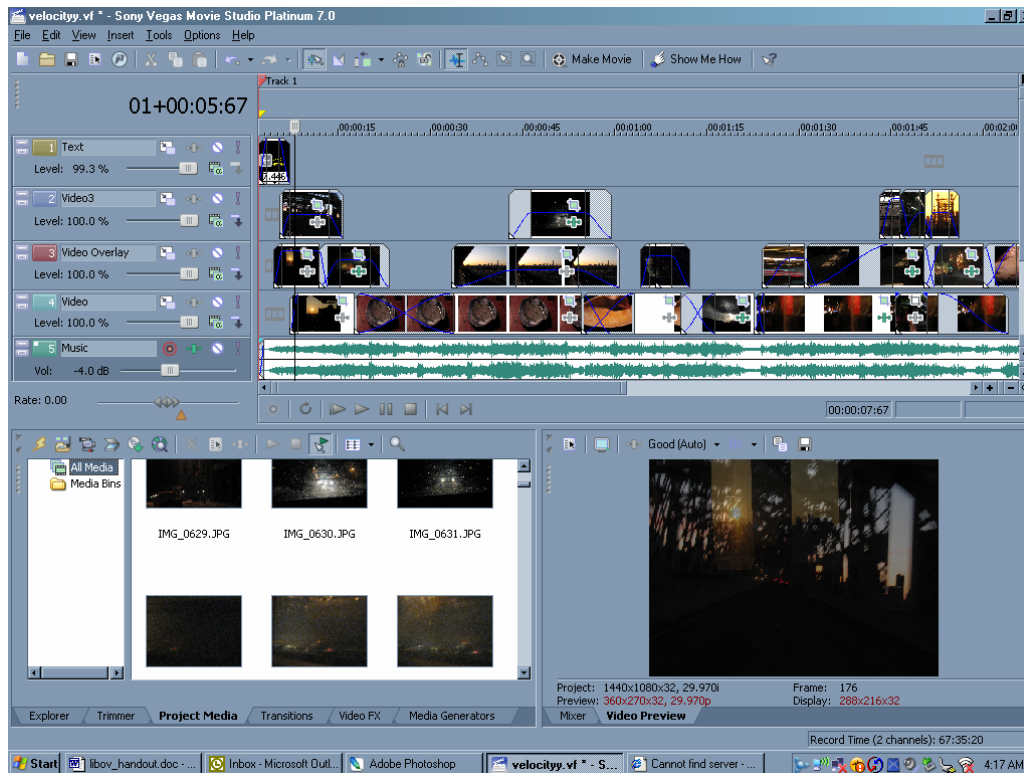 velocityy.vf * - Sony Vegas Movie Studio Platinum 7.0
File Edit View Insert Tools Options Help
Make Movie Show Me How
Track 1
01+00:05:67
00:00:15 00:00:30 00:00:45 00:01:00 00:01:15 00:01:30 00:01:45 00:02:0
1 Text
Level: 99.3 %
.446
2 Video3
Level: 100.0 %
3 Video Overlay
Level: 100.0 %
4 Video
Level: 100.0 %
5 Music
Vol: -4.0 dB
Rate: 0.00
00:00:07:67
All Media
Media Bins
Good (Auto)
IMG_0629.JPG IMG_0630.JPG IMG_0631.JPG
Project: 1440x1080x32, 29.970i Frame: 176
Preview: 360x270x32, 29.970p Display: 288x216x32
Explorer Trimmer Project Media Transitions Video FX Media Generators
Mixer Video Preview
Record Time (2 channels): 67:35:20
Start libov_handout.doc - ... Inbox - Microsoft Outl... Adobe Photoshop velocityy.vf * - S... Cannot find server - ... 4:17 AM